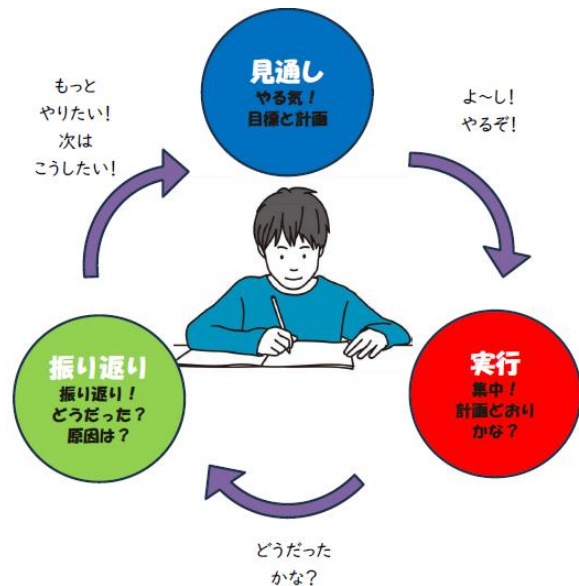 見通し
やる気！
目標と計画
よ～し！
やるぞ！
実行
集中！
計画どおり
かな？
どうだった
かな？
振り返り
振り返り！
どうだった？
原因は？
もっと
やりたい！
次は
こうしたい！